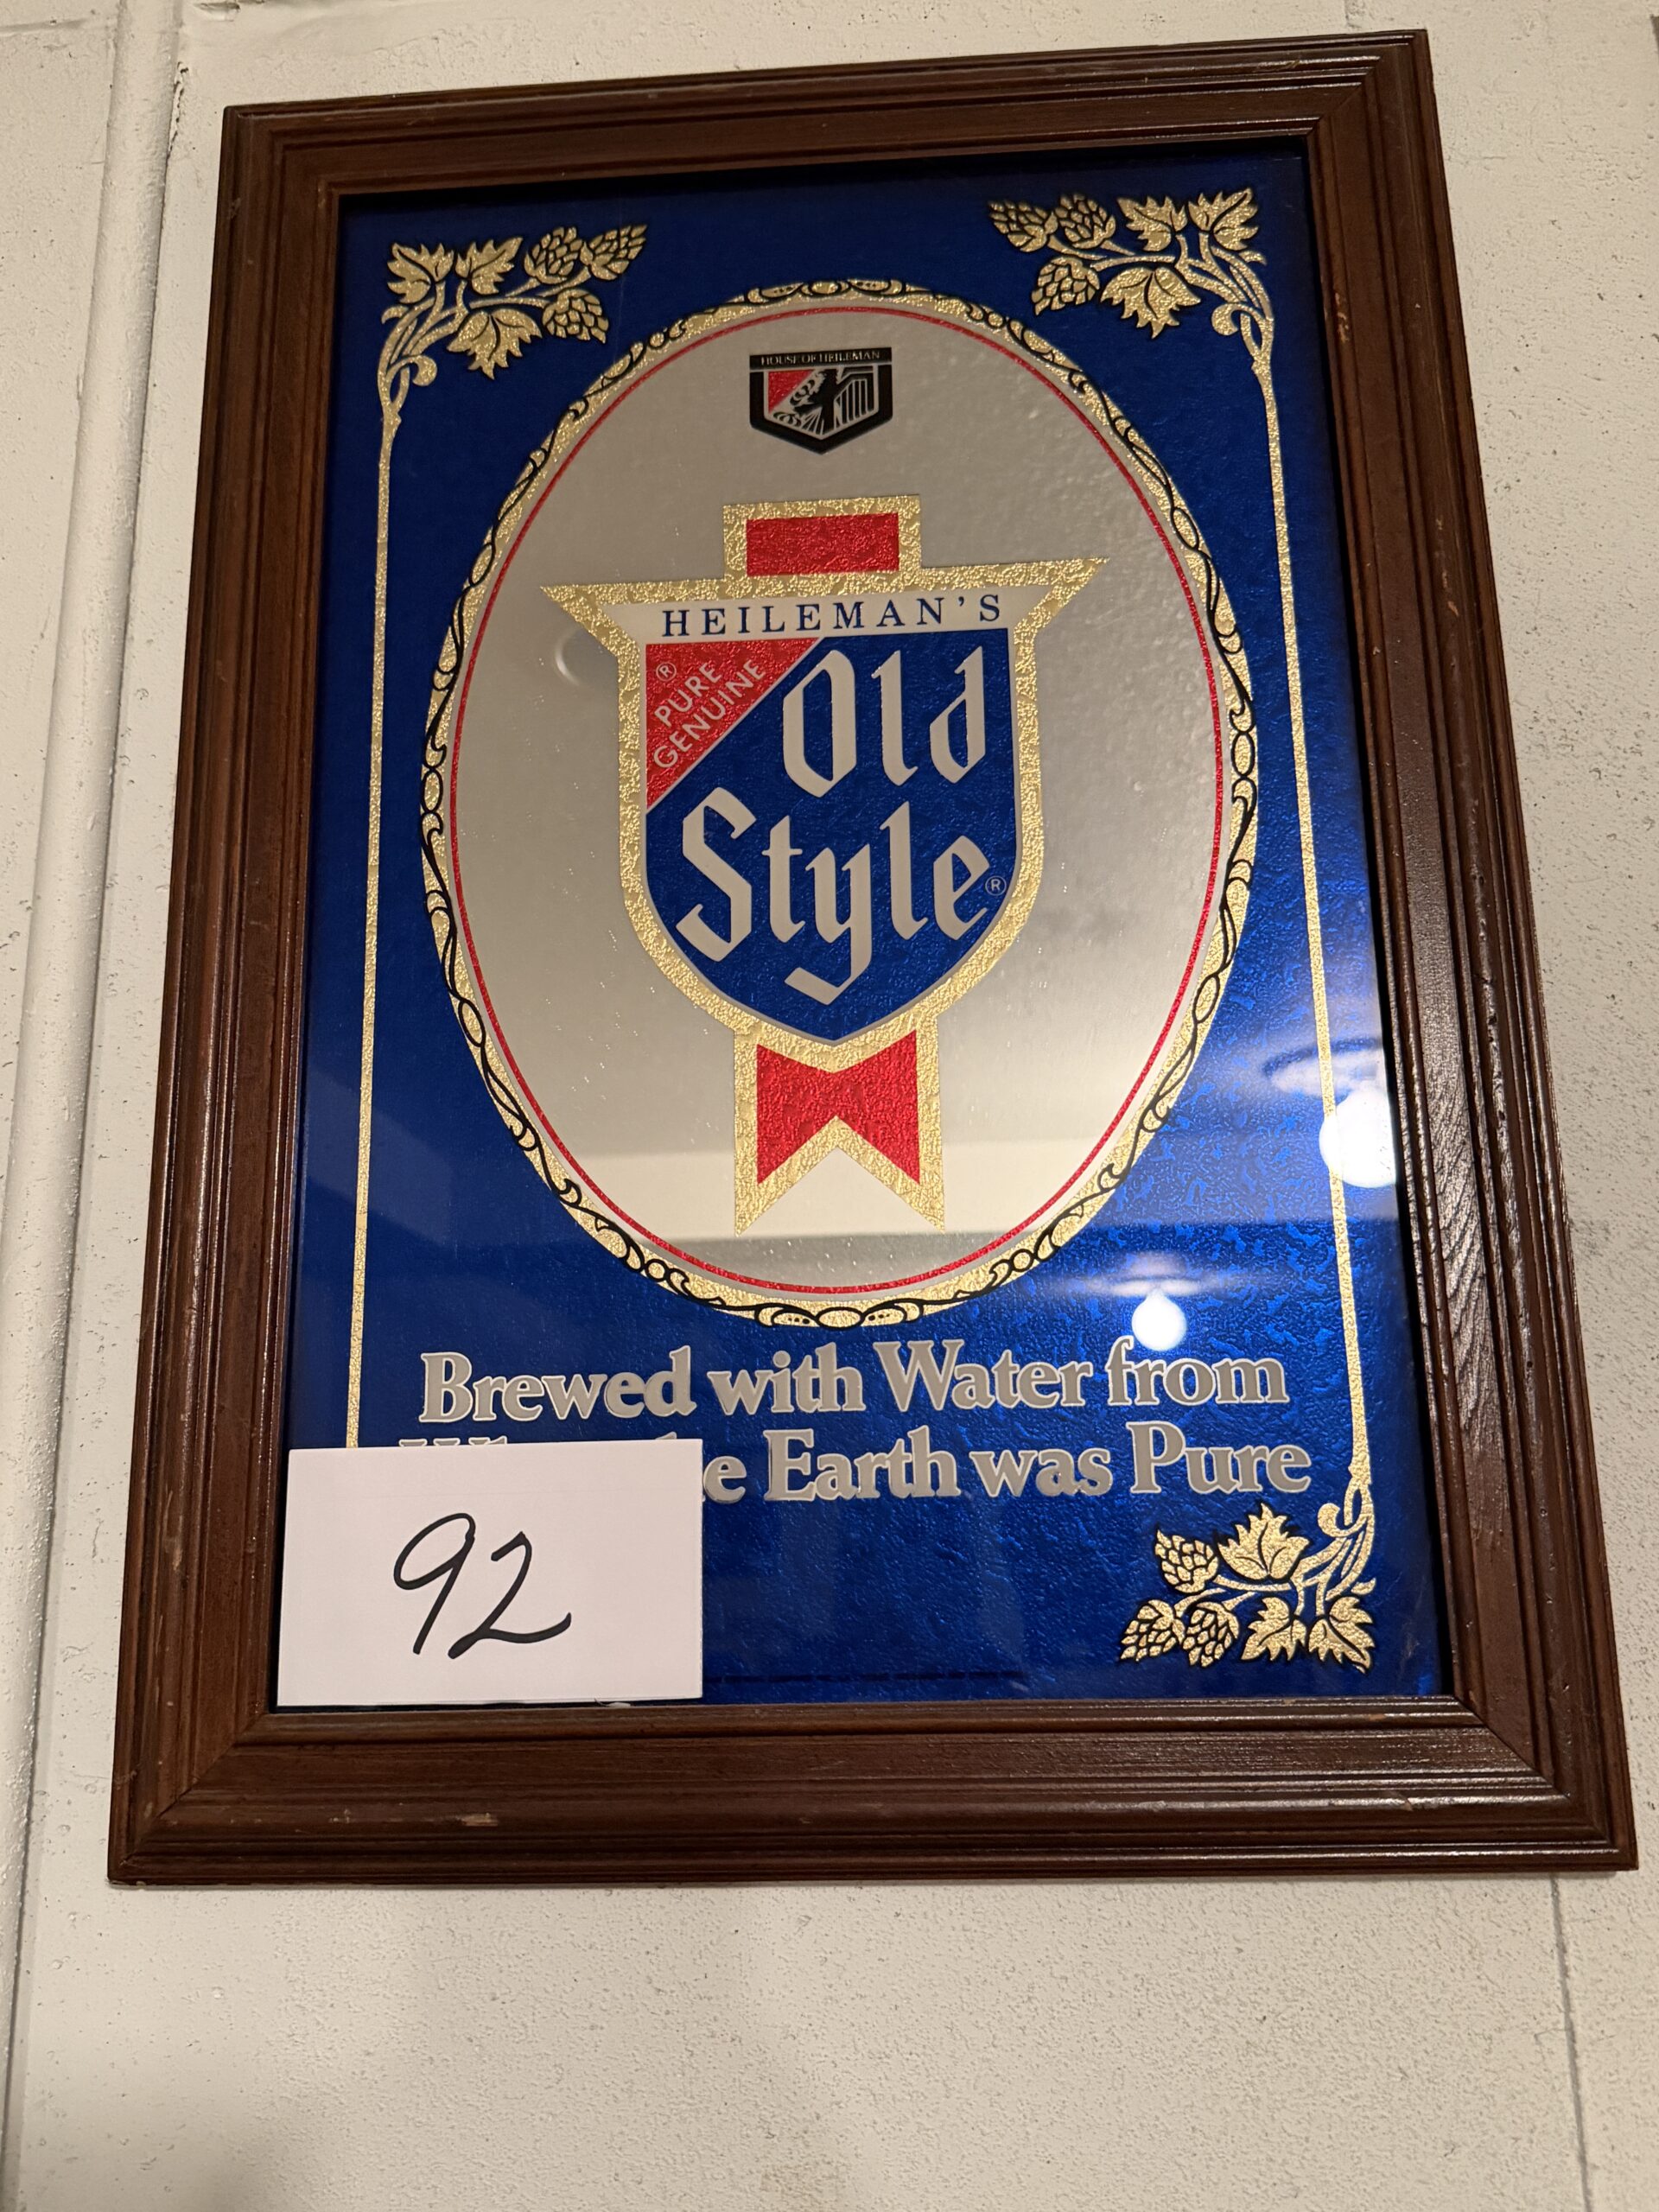 HOUSE OF HEILEMAN
HEILEMAN'S
® PURE
GENUINE
Old
Style®
Brewed with Water from
Earth was Pure
92